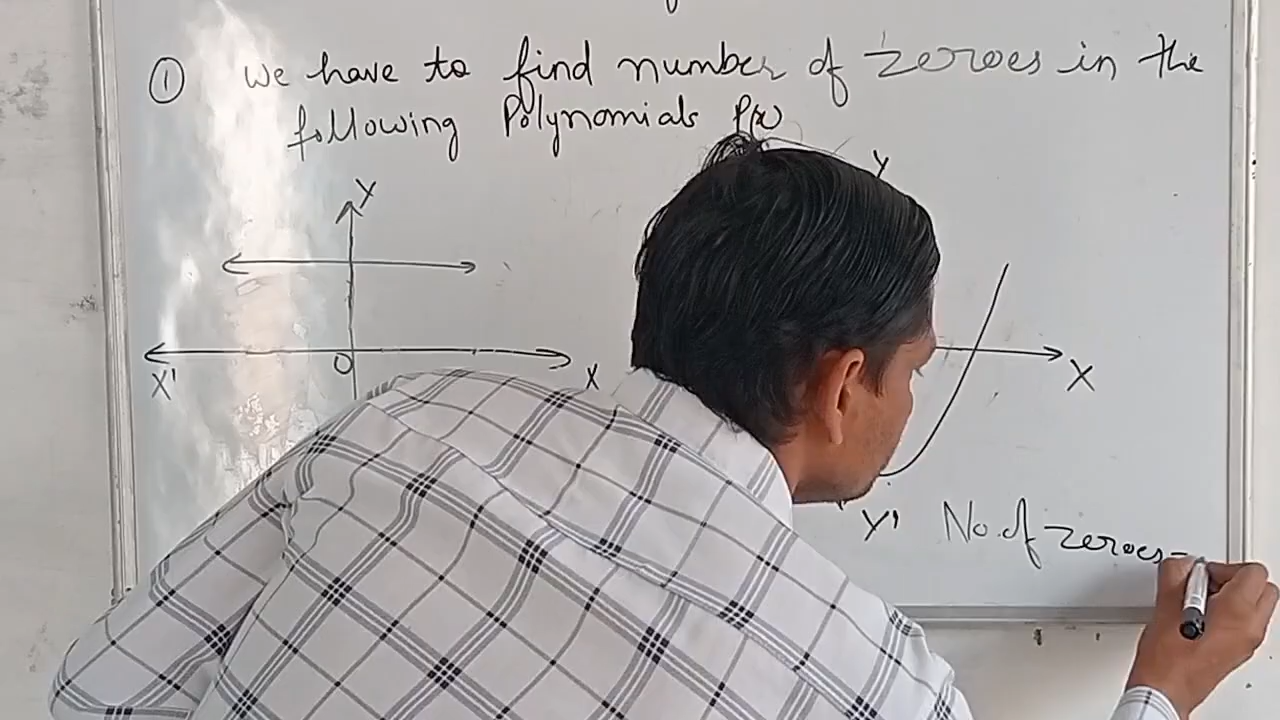 ① We have to find number of zeroes in the
following Polynomials P(x)
Y
Y
O
X'
X
X
Y'
No. of zeroes =